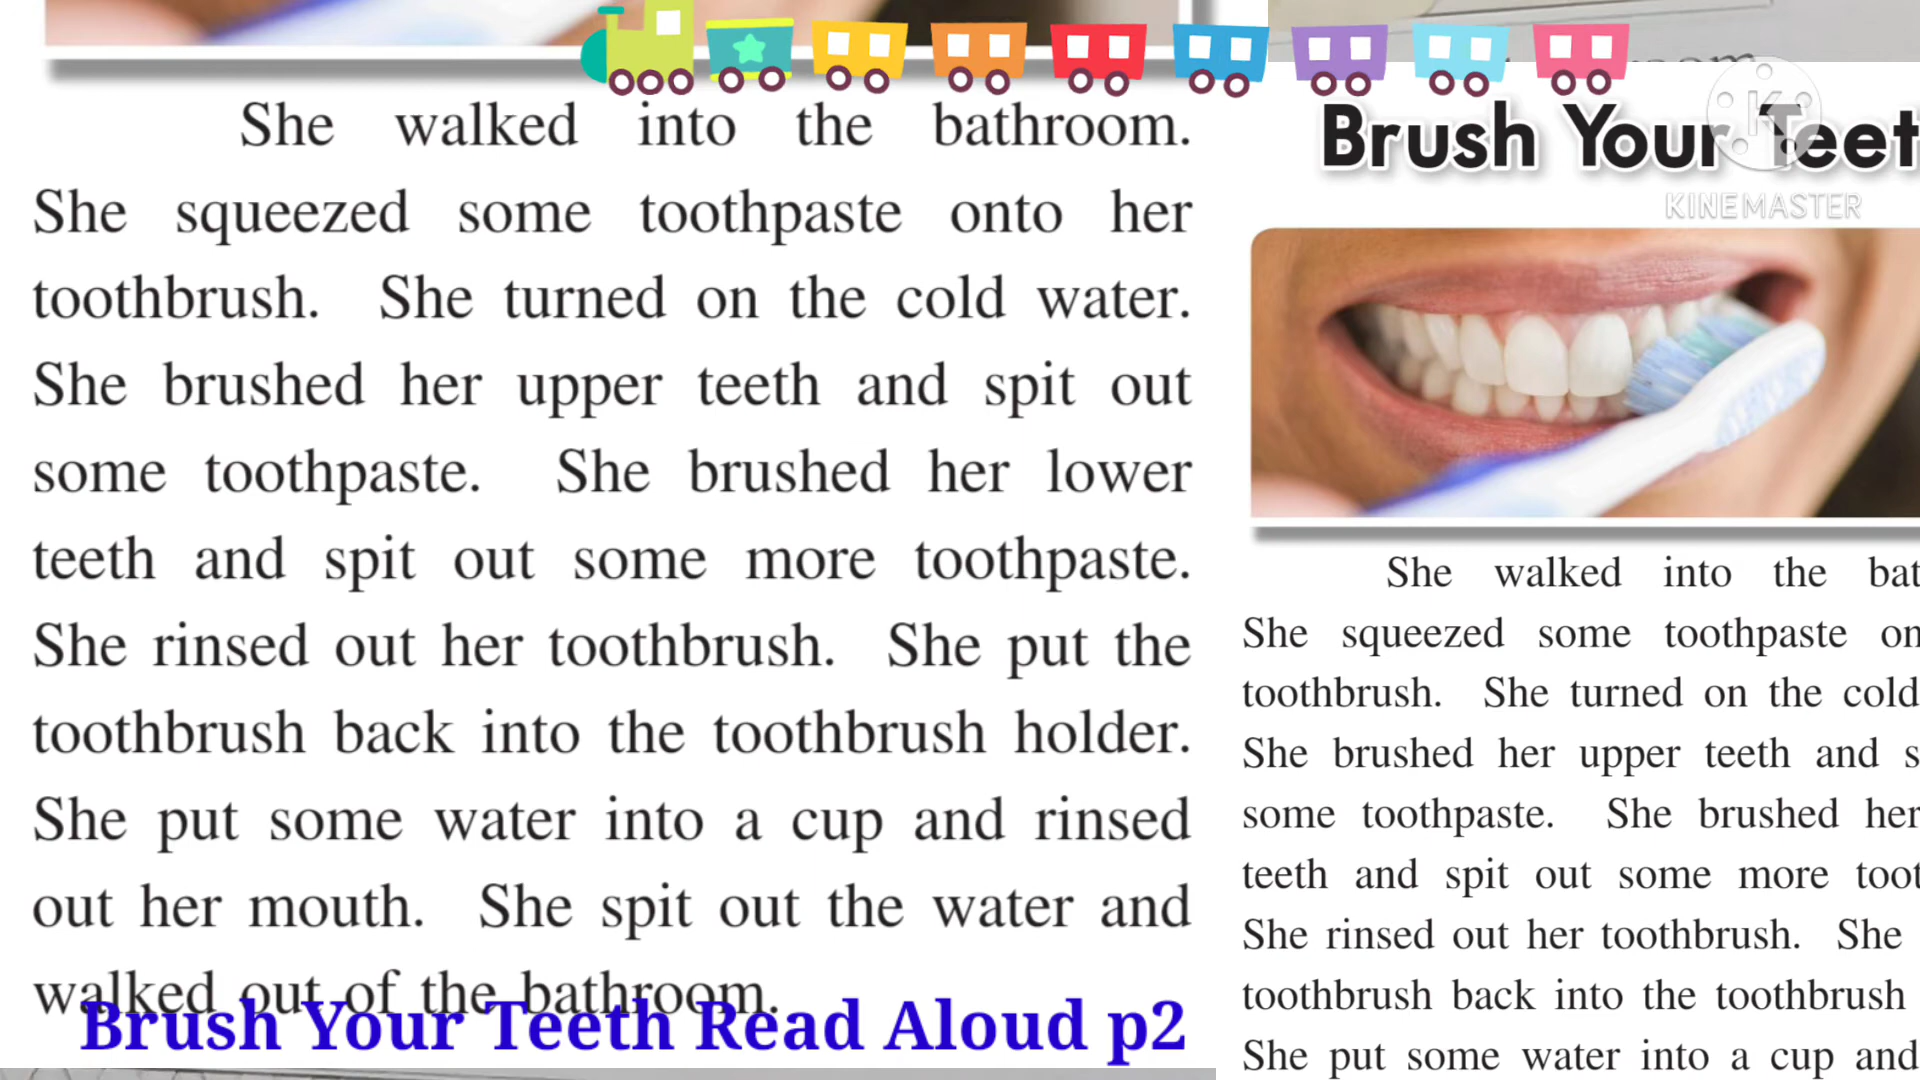 She walked into the bathroom.
She squeezed some toothpaste onto her
toothbrush. She turned on the cold water.
She brushed her upper teeth and spit out
some toothpaste. She brushed her lower
teeth and spit out some more toothpaste.
She rinsed out her toothbrush. She put the
toothbrush back into the toothbrush holder.
She put some water into a cup and rinsed
out her mouth. She spit out the water and
walked out of the bathroom.
Brush Your Teeth Read Aloud p2
Brush Your Teet
KINEMASTER
She walked into the bat
She squeezed some toothpaste on
toothbrush. She turned on the cold
She brushed her upper teeth and s
some toothpaste. She brushed her
teeth and spit out some more toot
She rinsed out her toothbrush. She
toothbrush back into the toothbrush
She put some water into a cup and